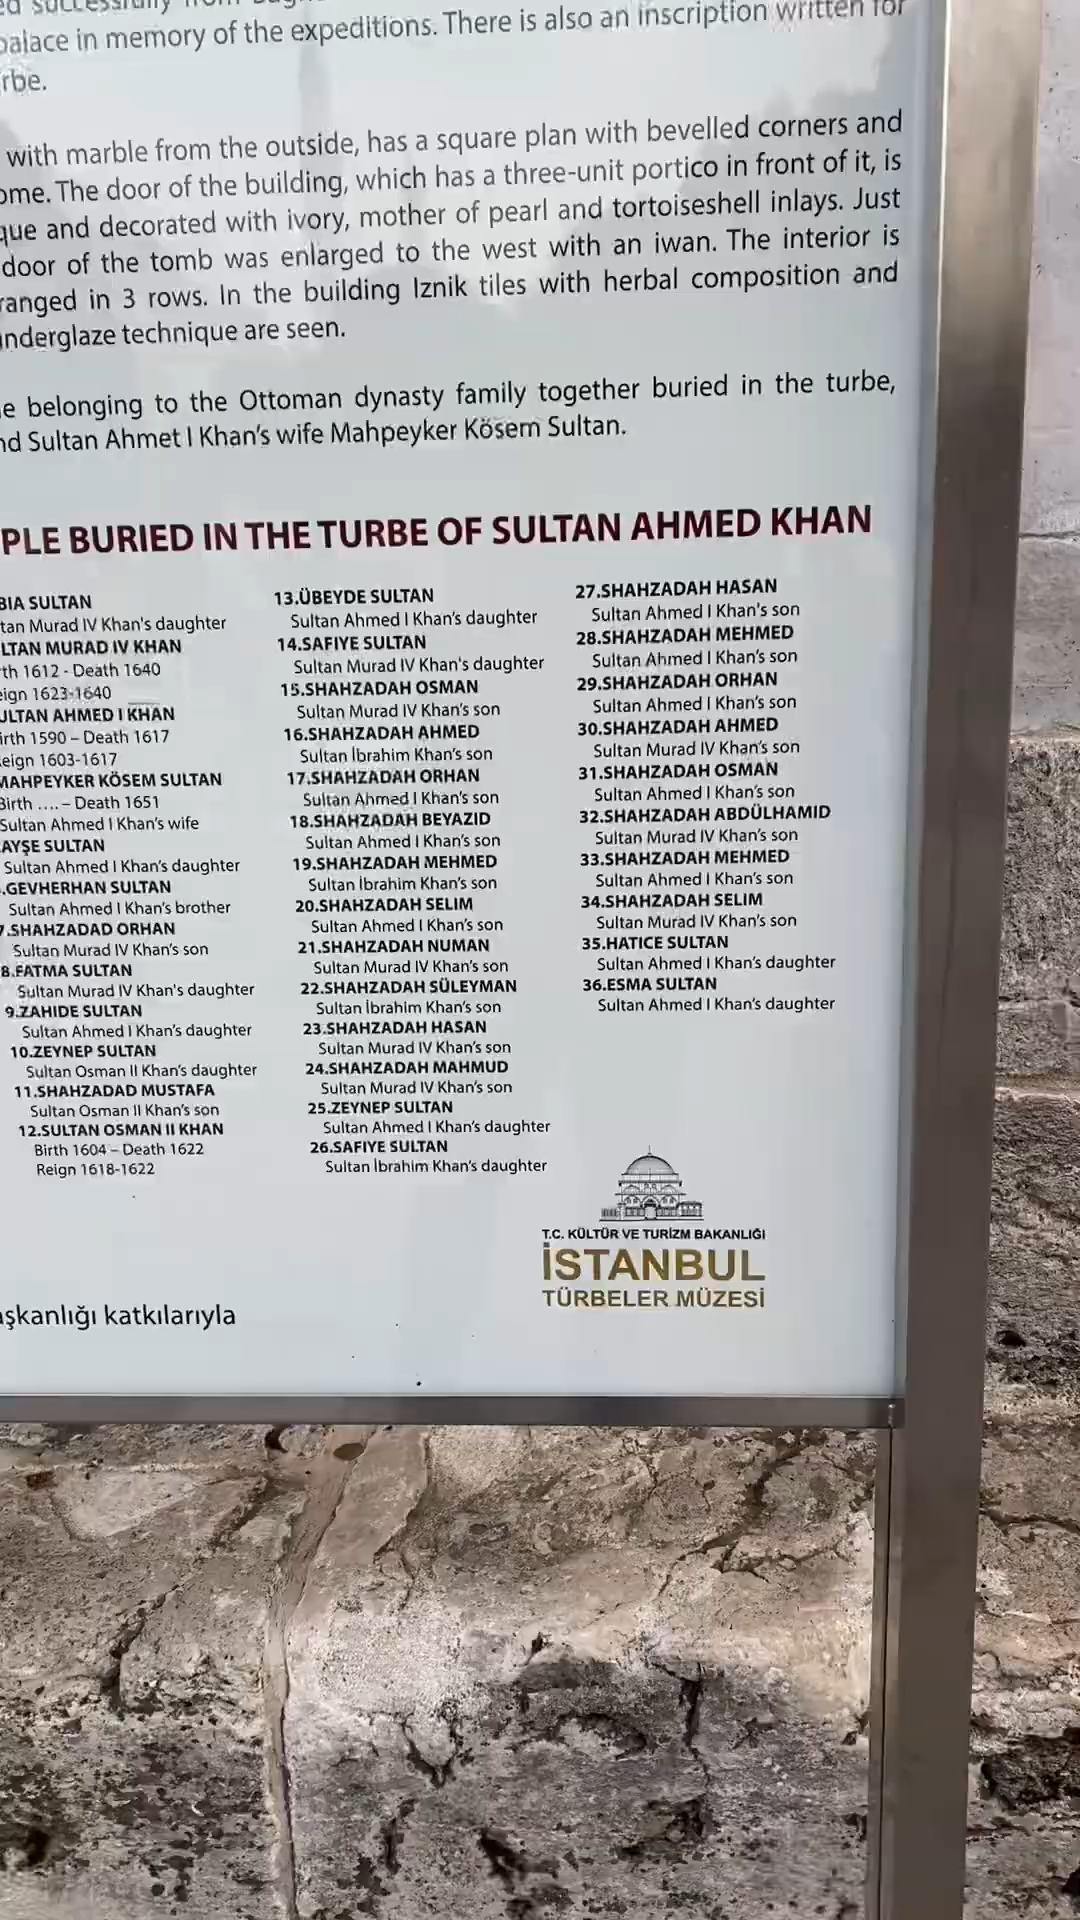 palace in memory of the expeditions. There is also an inscription written for
rbe.
with marble from the outside, has a square plan with bevelled corners and
ome. The door of the building, which has a three-unit portico in front of it, is
que and decorated with ivory, mother of pearl and tortoiseshell inlays. Just
door of the tomb was enlarged to the west with an iwan. The interior is
ranged in 3 rows. In the building Iznik tiles with herbal composition and
underglaze technique are seen.
e belonging to the Ottoman dynasty family together buried in the turbe,
nd Sultan Ahmet I Khan's wife Mahpeyker Kösem Sultan.
PLE BURIED IN THE TURBE OF SULTAN AHMED KHAN
BIA SULTAN
tan Murad IV Khan's daughter
LTAN MURAD IV KHAN
th 1612 - Death 1640
eign 1623-1640
ULTAN AHMED I KHAN
irth 1590 – Death 1617
eign 1603-1617
MAHPEYKER KÖSEM SULTAN
Birth .... – Death 1651
Sultan Ahmed I Khan's wife
AYŞE SULTAN
Sultan Ahmed I Khan's daughter
.GEVHERHAN SULTAN
Sultan Ahmed I Khan's brother
7.SHAHZADAD ORHAN
Sultan Murad IV Khan's son
8.FATMA SULTAN
Sultan Murad IV Khan's daughter
9.ZAHIDE SULTAN
Sultan Ahmed I Khan's daughter
10.ZEYNEP SULTAN
Sultan Osman II Khan's daughter
11.SHAHZADAD MUSTAFA
Sultan Osman II Khan's son
12.SULTAN OSMAN II KHAN
Birth 1604 – Death 1622
Reign 1618-1622
13.ÜBEYDE SULTAN
Sultan Ahmed I Khan's daughter
14.SAFIYE SULTAN
Sultan Murad IV Khan's daughter
15.SHAHZADAH OSMAN
Sultan Murad IV Khan's son
16.SHAHZADAH AHMED
Sultan İbrahim Khan's son
17.SHAHZADAH ORHAN
Sultan Ahmed I Khan's son
18.SHAHZADAH BEYAZID
Sultan Ahmed I Khan's son
19.SHAHZADAH MEHMED
Sultan İbrahim Khan's son
20.SHAHZADAH SELIM
Sultan Ahmed I Khan's son
21.SHAHZADAH NUMAN
Sultan Murad IV Khan's son
22.SHAHZADAH SÜLEYMAN
Sultan İbrahim Khan's son
23.SHAHZADAH HASAN
Sultan Murad IV Khan's son
24.SHAHZADAH MAHMUD
Sultan Murad IV Khan's son
25.ZEYNEP SULTAN
Sultan Ahmed I Khan's daughter
26.SAFIYE SULTAN
Sultan İbrahim Khan's daughter
27.SHAHZADAH HASAN
Sultan Ahmed I Khan's son
28.SHAHZADAH MEHMED
Sultan Ahmed I Khan's son
29.SHAHZADAH ORHAN
Sultan Ahmed I Khan's son
30.SHAHZADAH AHMED
Sultan Murad IV Khan's son
31.SHAHZADAH OSMAN
Sultan Ahmed I Khan's son
32.SHAHZADAH ABDÜLHAMID
Sultan Murad IV Khan's son
33.SHAHZADAH MEHMED
Sultan Ahmed I Khan's son
34.SHAHZADAH SELIM
Sultan Murad IV Khan's son
35.HATICE SULTAN
Sultan Ahmed I Khan's daughter
36.ESMA SULTAN
Sultan Ahmed I Khan's daughter
T.C. KÜLTÜR VE TURİZM BAKANLIĞI
İSTANBUL
TÜRBELER MÜZESİ
aşkanlığı katkılarıyla